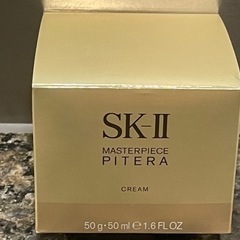 SK-II
MASTERPIECE
PITERA
CREAM
50 g · 50 ml ℮ 1.6 FL OZ